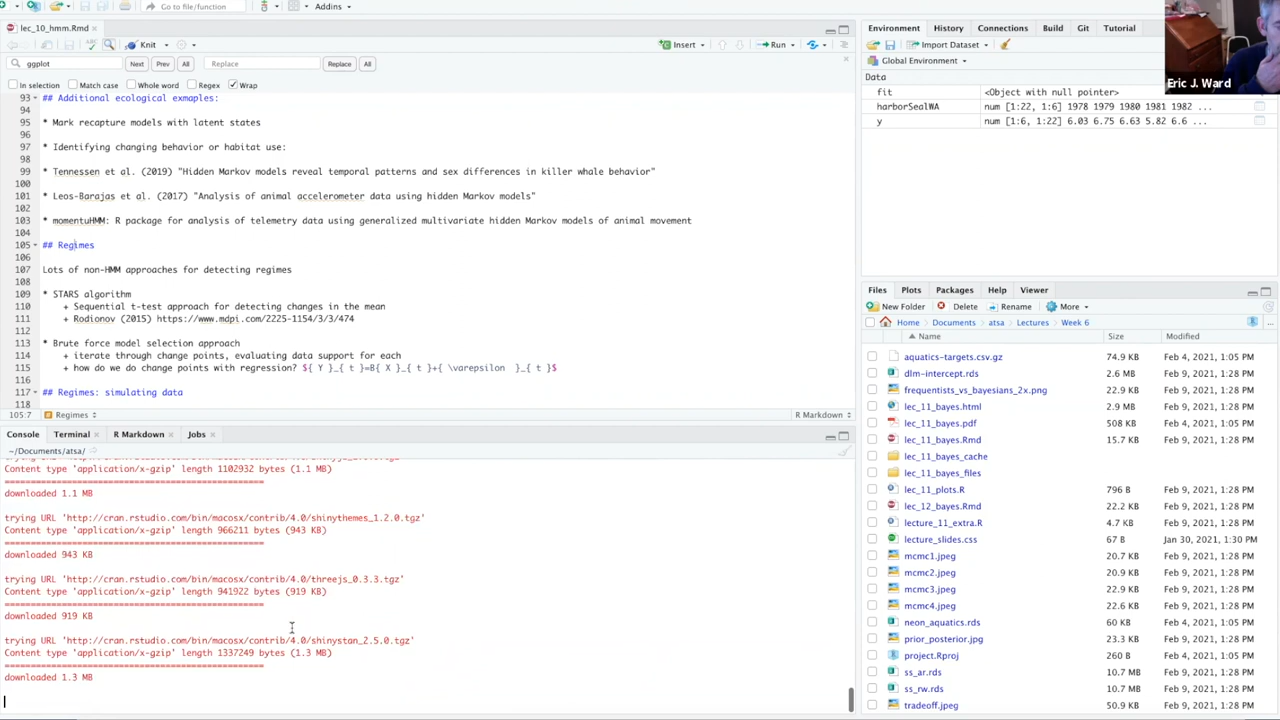 Go to file/function
Addins
lec_10_hmm.Rmd
Knit
Insert
Run
ggplot
Next
Prev
All
Replace
Replace
All
In selection
Match case
Whole word
Regex
Wrap
93 ## Additional ecological exmaples:
94
95 * Mark recapture models with latent states
96
97 * Identifying changing behavior or habitat use:
98
99 * Tennessen et al. (2019) "Hidden Markov models reveal temporal patterns and sex differences in killer whale behavior"
100
101 * Leos-Barajas et al. (2017) "Analysis of animal accelerometer data using hidden Markov models"
102
103 * momentuHMM: R package for analysis of telemetry data using generalized multivariate hidden Markov models of animal movement
104
105 ## Regimes
106
107 Lots of non-HMM approaches for detecting regimes
108
109 * STARS algorithm
110 + Sequential t-test approach for detecting changes in the mean
111 + Rodionov (2015) https://www.mdpi.com/2225-1154/3/3/474
112
113 * Brute force model selection approach
114 + iterate through change points, evaluating data support for each
115 + how do we do change points with regression? ${ Y }_{ t }=B{ X }_{ t }+{ \varepsilon  }_{ t }$
116
117 ## Regimes: simulating data
118
105:7
Regimes
R Markdown
Console
Terminal
R Markdown
Jobs
~/Documents/atsa/
Content type 'application/x-gzip' length 1102932 bytes (1.1 MB)
==================================================
downloaded 1.1 MB
trying URL 'http://cran.rstudio.com/bin/macosx/contrib/4.0/shinythemes_1.2.0.tgz'
Content type 'application/x-gzip' length 966211 bytes (943 KB)
==================================================
downloaded 943 KB
trying URL 'http://cran.rstudio.com/bin/macosx/contrib/4.0/threejs_0.3.3.tgz'
Content type 'application/x-gzip' length 941922 bytes (919 KB)
==================================================
downloaded 919 KB
trying URL 'http://cran.rstudio.com/bin/macosx/contrib/4.0/shinystan_2.5.0.tgz'
Content type 'application/x-gzip' length 1337249 bytes (1.3 MB)
==================================================
downloaded 1.3 MB
Environment
History
Connections
Build
Git
Tutorial
Import Dataset
Global Environment
Data
fit <Object with null pointer>
harborSealWA num [1:22, 1:6] 1978 1979 1980 1981 1982 ...
y num [1:6, 1:22] 6.03 6.75 6.63 5.82 6.6 ...
Eric J. Ward
Files
Plots
Packages
Help
Viewer
New Folder
Delete
Rename
More
Home
Documents
atsa
Lectures
Week 6
...
Name
Size
Modified
aquatics-targets.csv.gz 74.9 KB Feb 4, 2021, 1:05 PM
dlm-intercept.rds 2.6 MB Feb 9, 2021, 1:28 PM
frequentists_vs_bayesians_2x.png 22.9 KB Feb 4, 2021, 1:05 PM
lec_11_bayes.html 2.9 MB Feb 9, 2021, 1:28 PM
lec_11_bayes.pdf 508 KB Feb 4, 2021, 1:05 PM
lec_11_bayes.Rmd 15.7 KB Feb 9, 2021, 1:28 PM
lec_11_bayes_cache
lec_11_bayes_files
lec_11_plots.R 796 B Feb 9, 2021, 1:28 PM
lec_12_bayes.Rmd 22.2 KB Feb 9, 2021, 1:28 PM
lecture_11_extra.R 4.7 KB Feb 9, 2021, 1:28 PM
lecture_slides.css 67 B Jan 30, 2021, 1:30 PM
mcmc1.jpeg 20.7 KB Feb 9, 2021, 1:28 PM
mcmc2.jpeg 20.7 KB Feb 9, 2021, 1:28 PM
mcmc3.jpeg 22.9 KB Feb 9, 2021, 1:28 PM
mcmc4.jpeg 22.6 KB Feb 9, 2021, 1:28 PM
neon_aquatics.rds 60 KB Feb 4, 2021, 1:05 PM
prior_posterior.jpg 23.3 KB Feb 9, 2021, 1:28 PM
project.Rproj 260 B Feb 4, 2021, 1:05 PM
ss_ar.rds 10.7 MB Feb 9, 2021, 1:28 PM
ss_rw.rds 10.7 MB Feb 9, 2021, 1:28 PM
tradeoff.jpeg 50.9 KB Feb 9, 2021, 1:28 PM